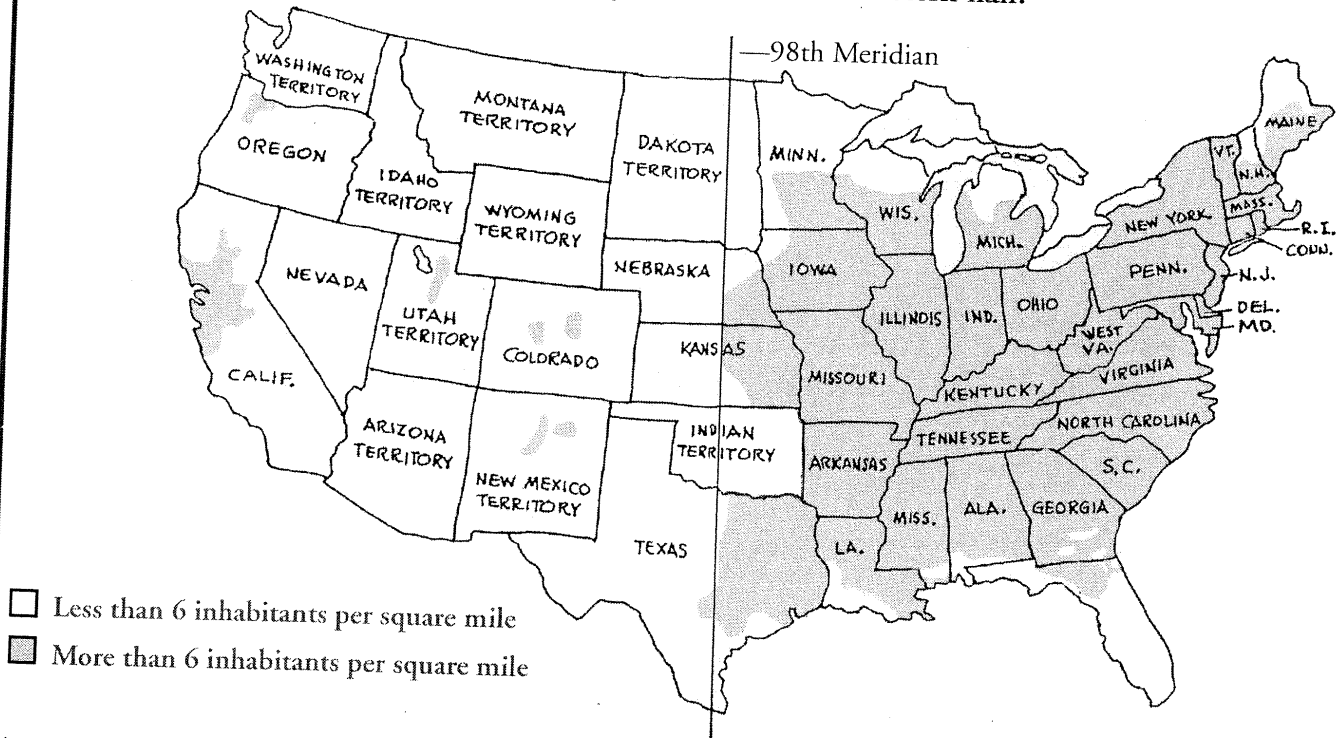 half.
—98th Meridian
WASHINGTON
TERRITORY
MONTANA
TERRITORY
DAKOTA
TERRITORY
MINN.
MAINE
VT.
N.H.
OREGON
IDAHO
TERRITORY
WYOMING
TERRITORY
WIS.
MICH.
NEW YORK
MASS.
R.I.
CONN.
NEVADA
NEBRASKA
IOWA
PENN.
N.J.
UTAH
TERRITORY
COLORADO
KANSAS
ILLINOIS
IND.
OHIO
DEL.
MD.
WEST
VA.
CALIF.
MISSOURI
KENTUCKY
VIRGINIA
ARIZONA
TERRITORY
NEW MEXICO
TERRITORY
INDIAN
TERRITORY
ARKANSAS
TENNESSEE
NORTH CAROLINA
S.C.
TEXAS
LA.
MISS.
ALA.
GEORGIA
Less than 6 inhabitants per square mile
More than 6 inhabitants per square mile